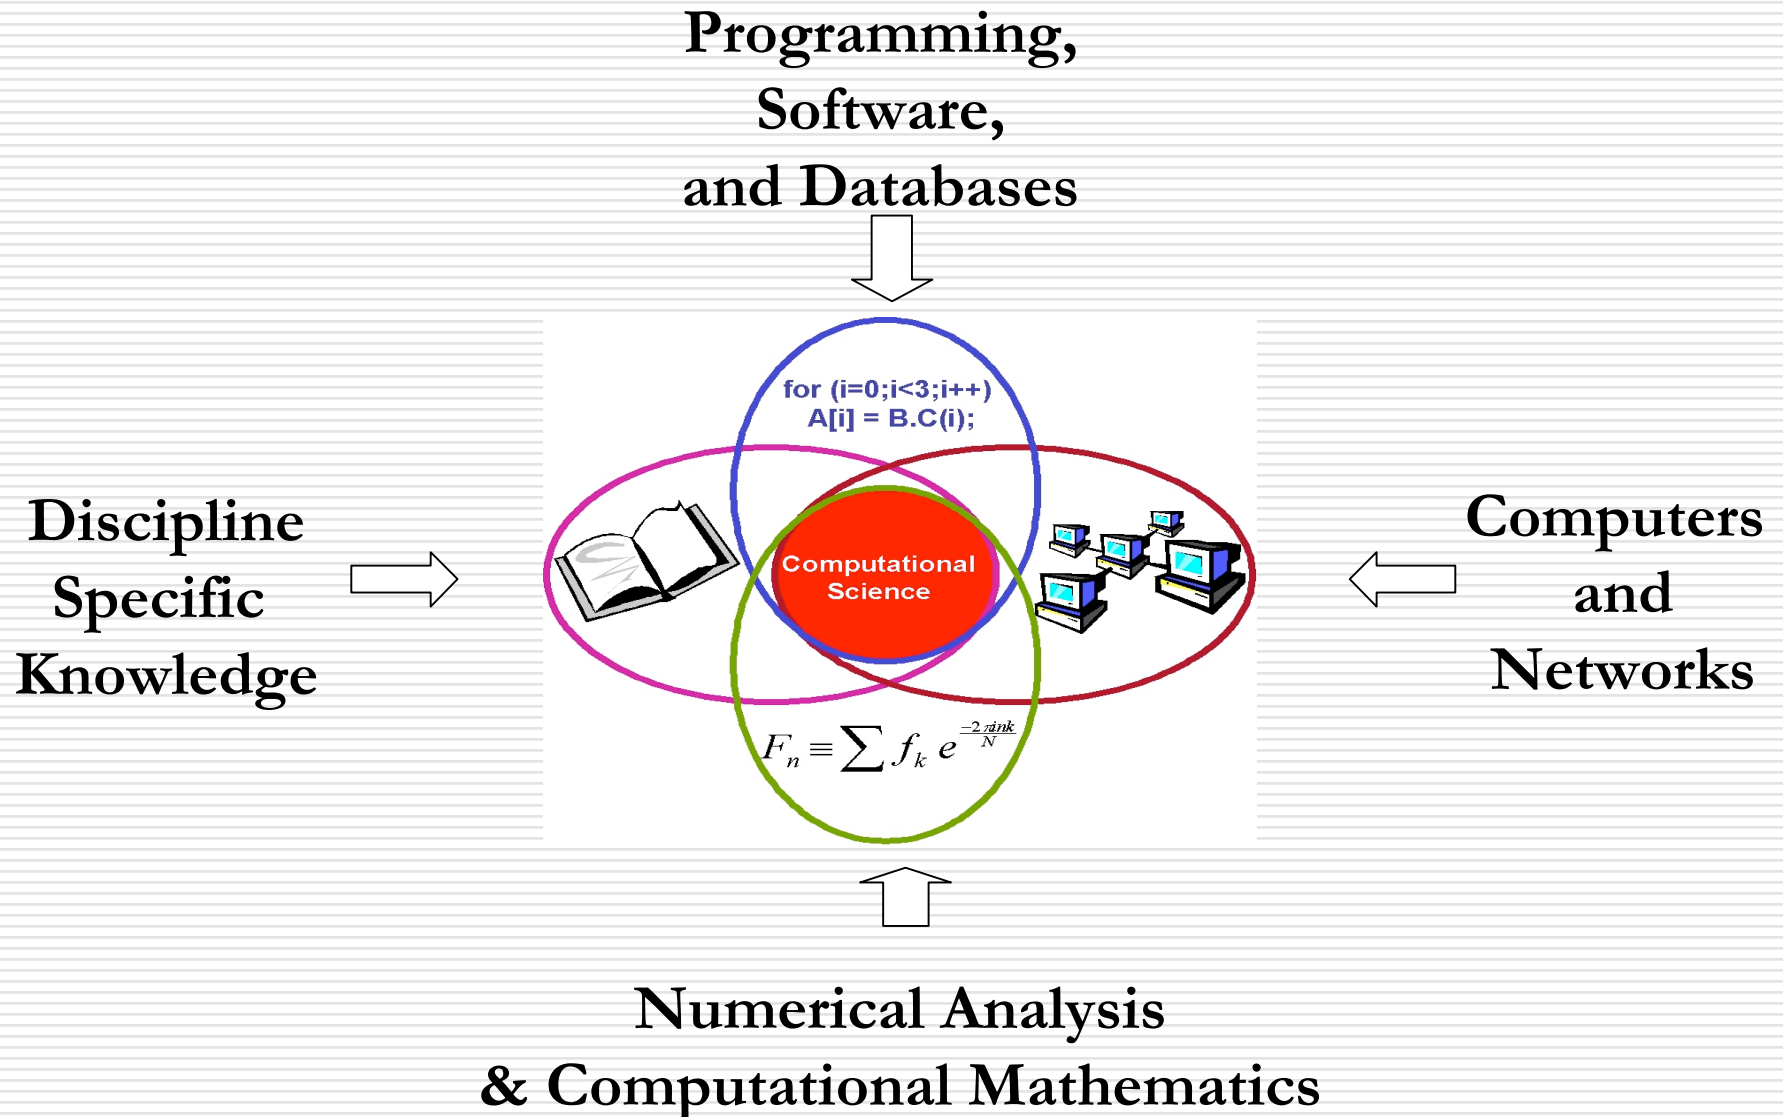 Programming,
Software,
and Databases
for (i=0;i<3;i++)
A[i] = B.C(i);
Discipline
Specific
Knowledge
Computational
Science
Computers
and
Networks
F_n ≡ ∑ f_k e^{\frac{-2πink}{N}}
Numerical Analysis
& Computational Mathematics